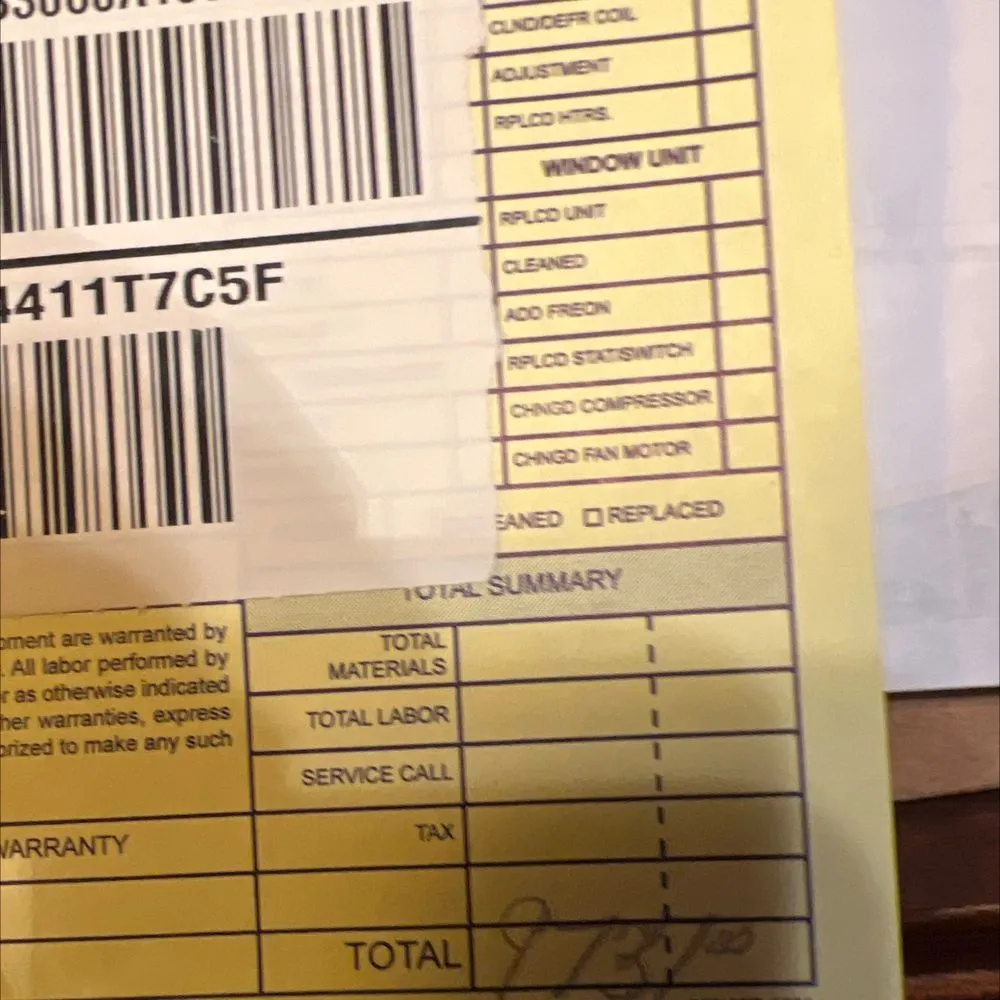 CLND/DEFR COIL
ADJUSTMENT
RPLCD HTRS.
WINDOW UNIT
RPLCD UNIT
CLEANED
ADD FREON
RPLCD STAT/SWITCH
CHNGD COMPRESSOR
CHNGD FAN MOTOR
EANED ☐ REPLACED
4411T7C5F
TOTAL SUMMARY
TOTAL
MATERIALS
TOTAL LABOR
SERVICE CALL
TAX
TOTAL
pment are warranted by
. All labor performed by
r as otherwise indicated
her warranties, express
orized to make any such
WARRANTY